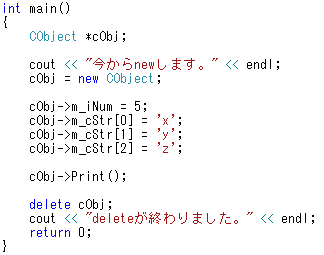 int main()
{
    CObject *cObj;

    cout << "今からnewします。" << endl;
    cObj = new CObject;

    cObj->m_iNum = 5;
    cObj->m_cStr[0] = 'x';
    cObj->m_cStr[1] = 'y';
    cObj->m_cStr[2] = 'z';

    cObj->Print();

    delete cObj;
    cout << "deleteが終わりました。" << endl;
    return 0;
}